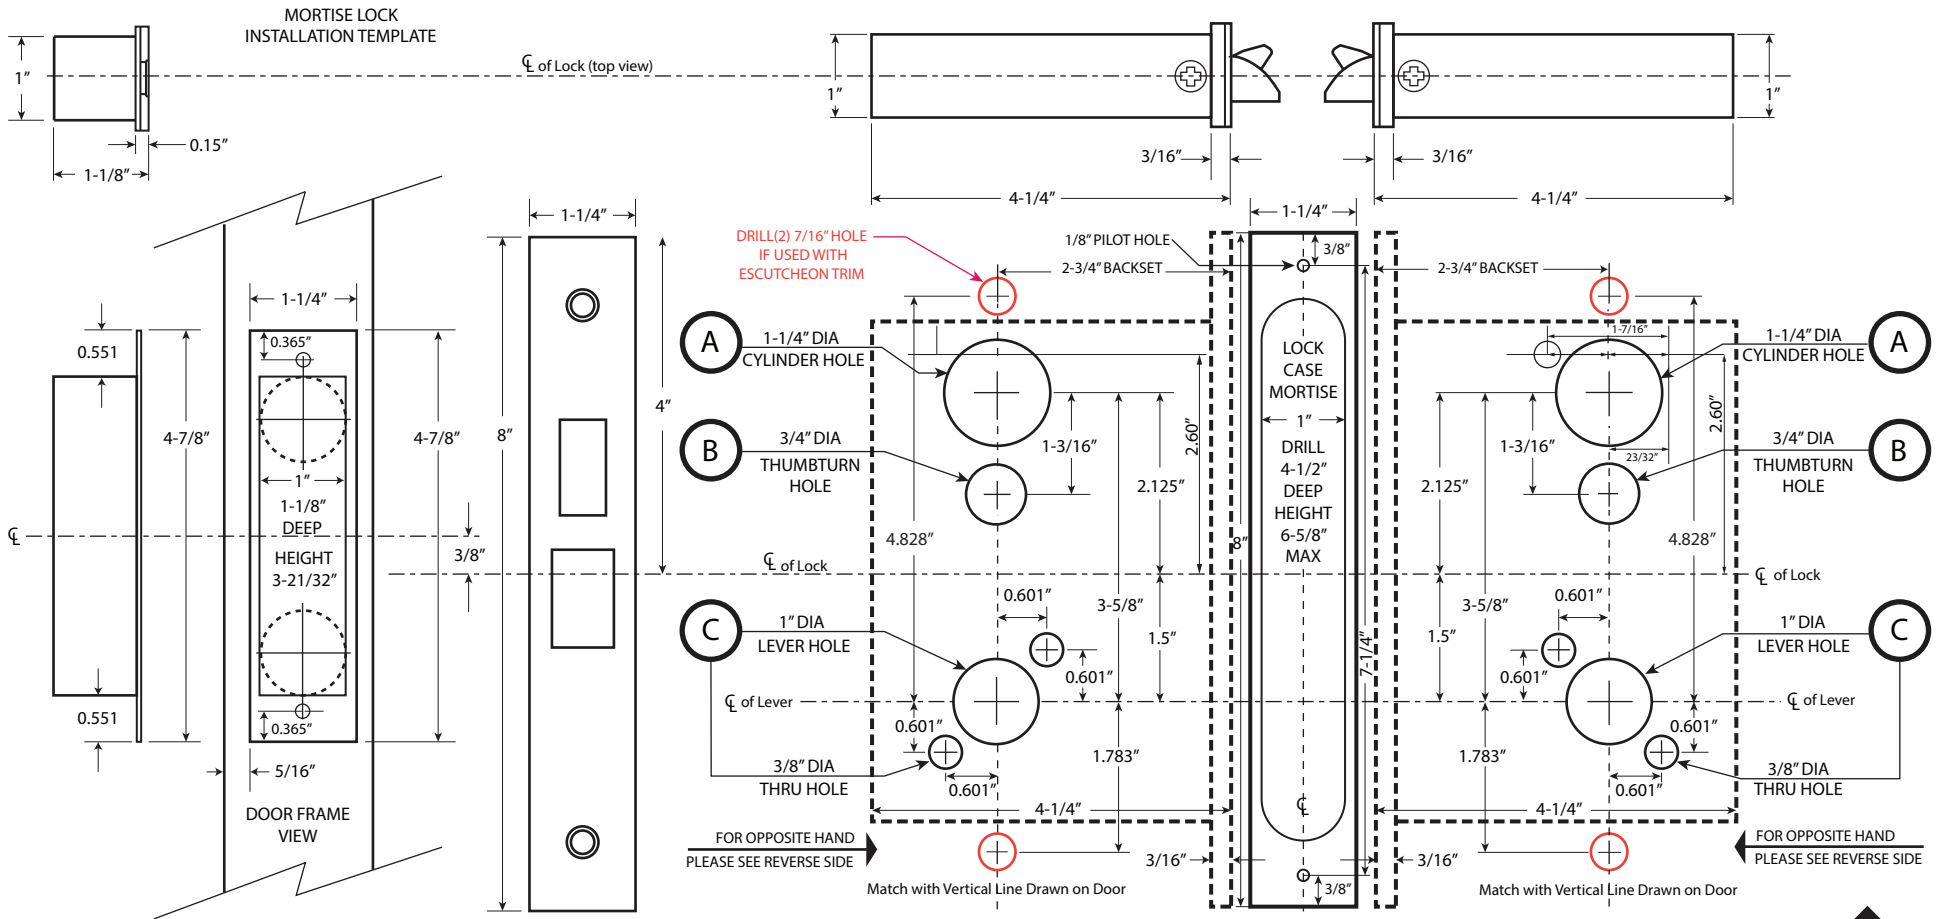 MORTISE LOCK
INSTALLATION TEMPLATE
1”
0.15”
1-1/8”
℄ of Lock (top view)
1”
3/16”
4-1/4”
3/16”
4-1/4”
1”
1-1/4”
0.365”
0.551
4-7/8”
1”
1-1/8”
DEEP
HEIGHT
3-21/32”
4-7/8”
℄
0.551
0.365”
5/16”
DOOR FRAME
VIEW
3/8”
1-1/4”
8”
4”
DRILL(2) 7/16” HOLE
IF USED WITH
ESCUTCHEON TRIM
1/8” PILOT HOLE
2-3/4” BACKSET
A
1-1/4” DIA
CYLINDER HOLE
B
3/4” DIA
THUMBTURN
HOLE
1-3/16”
2.125”
2.60”
4.828”
℄ of Lock
0.601”
3-5/8”
1.5”
C
1” DIA
LEVER HOLE
0.601”
℄ of Lever
0.601”
3/8” DIA
THRU HOLE
0.601”
1.783”
4-1/4”
FOR OPPOSITE HAND
PLEASE SEE REVERSE SIDE
3/16”
Match with Vertical Line Drawn on Door
1-1/4”
3/8”
LOCK
CASE
MORTISE
1”
DRILL
4-1/2”
DEEP
HEIGHT
6-5/8”
MAX
8”
7-1/4”
℄
3/8”
2-3/4” BACKSET
1-7/16”
1-1/4” DIA
CYLINDER HOLE
A
2.60”
23/32”
3/4” DIA
THUMBTURN
HOLE
B
1-3/16”
2.125”
4.828”
℄ of Lock
0.601”
3-5/8”
1.5”
1” DIA
LEVER HOLE
C
0.601”
℄ of Lever
0.601”
3/8” DIA
THRU HOLE
0.601”
1.783”
4-1/4”
FOR OPPOSITE HAND
PLEASE SEE REVERSE SIDE
3/16”
Match with Vertical Line Drawn on Door